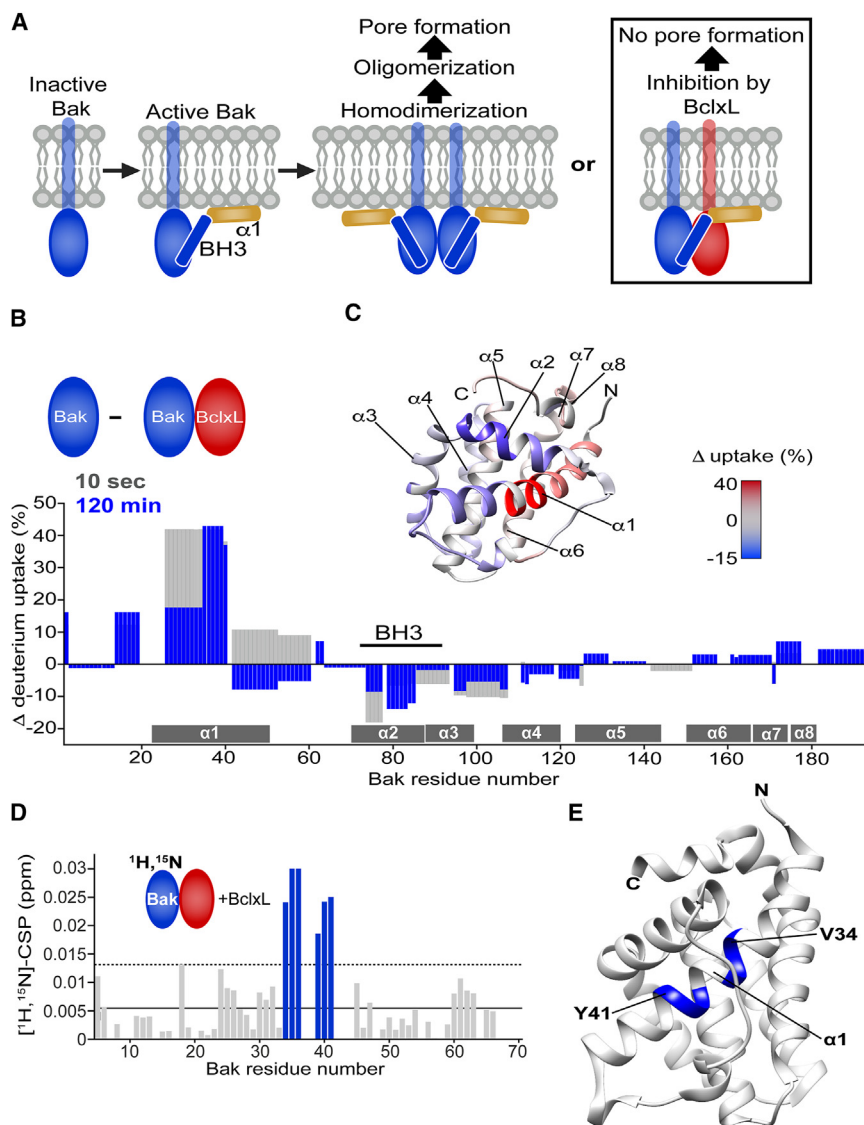 A
Pore formation
Oligomerization
Homodimerization
Inactive
Bak
Active Bak
α1
BH3
or
No pore formation
Inhibition by
BclxL
B
Bak
–
Bak
BclxL
10 sec
120 min
Δ deuterium uptake (%)
50
40
30
20
10
0
-10
-20
BH3
α1
α2
α3
α4
α5
α6
α7
α8
20
40
60
80
100
120
140
160
180
Bak residue number
C
α5
α7
α2
α8
C
N
α4
α3
α1
α6
Δ uptake (%)
40
0
-15
D
¹H,¹⁵N
Bak
+BclxL
[¹H,¹⁵N]-CSP (ppm)
0.03
0.025
0.02
0.015
0.01
0.005
0
10
20
30
40
50
60
70
Bak residue number
E
N
C
V34
Y41
α1